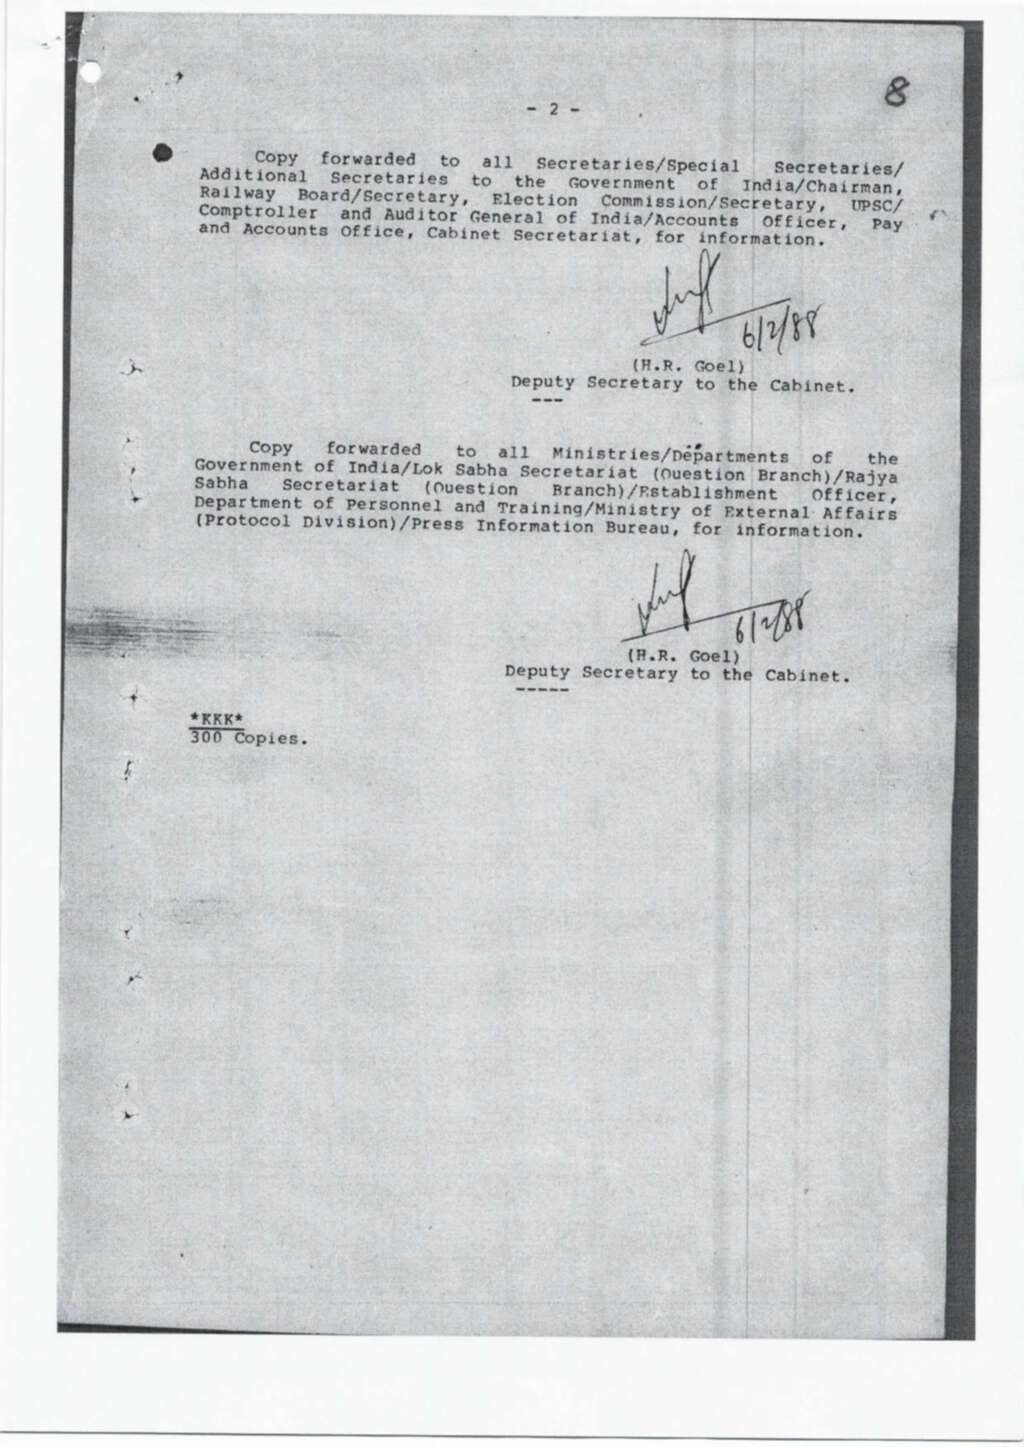 - 2 -
8
Copy forwarded to all Secretaries/Special Secretaries/
Additional Secretaries to the Government of India/Chairman,
Railway Board/Secretary, Election Commission/Secretary, UPSC/
Comptroller and Auditor General of India/Accounts Officer, Pay
and Accounts Office, Cabinet Secretariat, for information.
6/2/88
(H.R. Goel)
Deputy Secretary to the Cabinet.
---
Copy forwarded to all Ministries/Departments of the
Government of India/Lok Sabha Secretariat (Question Branch)/Rajya
Sabha Secretariat (Question Branch)/Establishment Officer,
Department of Personnel and Training/Ministry of External Affairs
(Protocol Division)/Press Information Bureau, for information.
6/2/88
(H.R. Goel)
Deputy Secretary to the Cabinet.
-----
*KKK*
300 Copies.